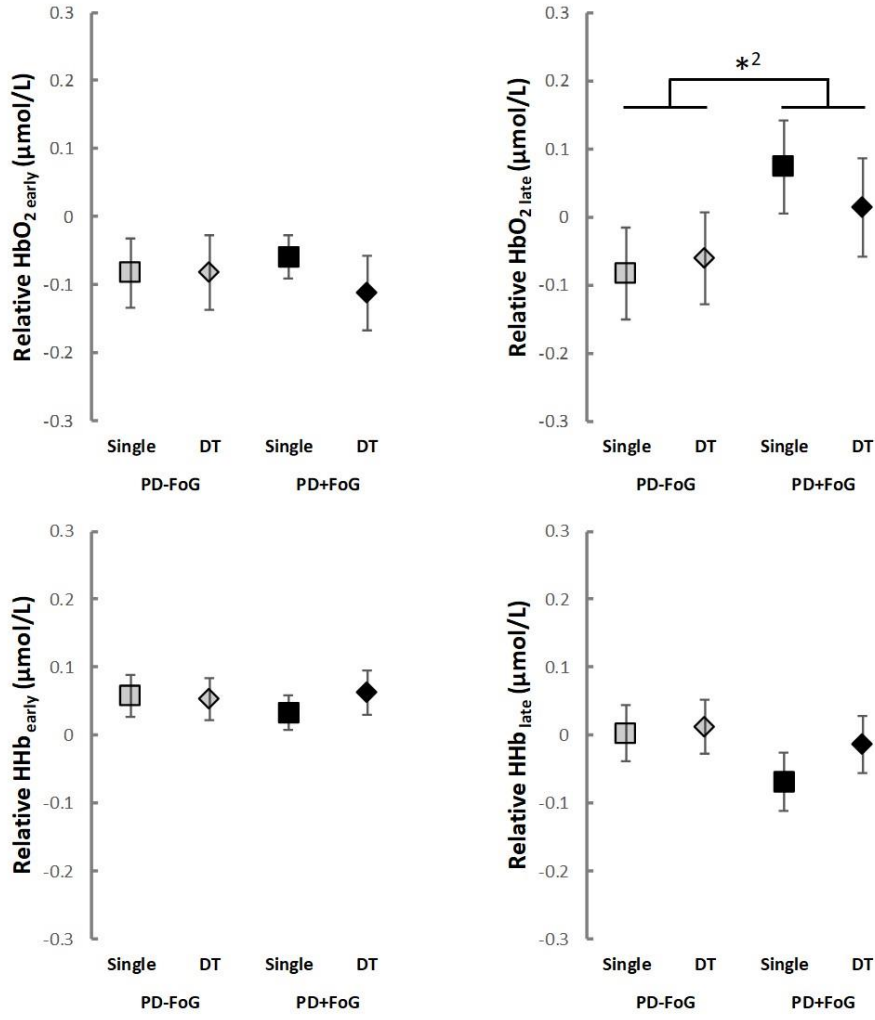 Relative HbO2 early (µmol/L)
0.3
0.2
0.1
0
-0.1
-0.2
-0.3
Single DT Single DT
PD-FoG PD+FoG
Relative HbO2 late (µmol/L)
0.3
0.2
0.1
0
-0.1
-0.2
-0.3
*2
Single DT Single DT
PD-FoG PD+FoG
Relative HHb early (µmol/L)
0.3
0.2
0.1
0
-0.1
-0.2
-0.3
Single DT Single DT
PD-FoG PD+FoG
Relative HHb late (µmol/L)
0.3
0.2
0.1
0
-0.1
-0.2
-0.3
Single DT Single DT
PD-FoG PD+FoG